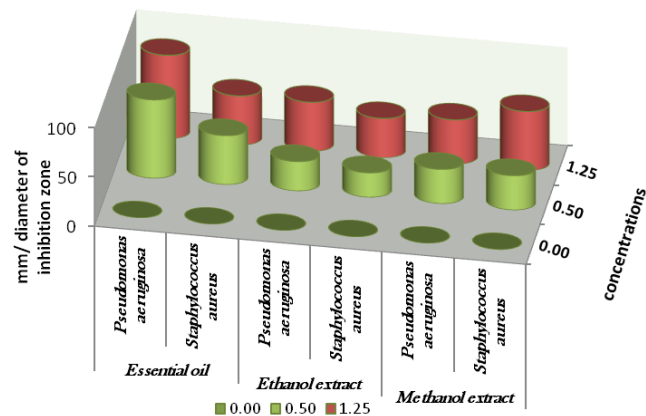 100
50
0
mm/ diameter of
inhibition zone
1.25
0.50
0.00
concentrations
Pseudomonas
aeruginosa
Staphylococcus
aureus
Pseudomonas
aeruginosa
Staphylococcus
aureus
Pseudomonas
aeruginosa
Staphylococcus
aureus
Essential oil
Ethanol extract
Methanol extract
0.00 0.50 1.25